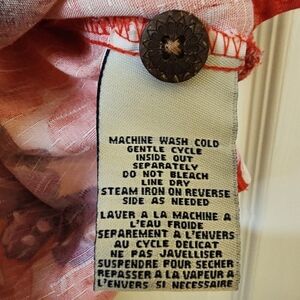 MACHINE WASH COLD
GENTLE CYCLE
INSIDE OUT
SEPARATELY
DO NOT BLEACH
LINE DRY
STEAM IRON ON REVERSE
SIDE AS NEEDED
LAVER A LA MACHINE A
L'EAU FROIDE
SEPAREMENT A L'ENVERS
AU CYCLE DELICAT
NE PAS JAVELLISER
SUSPENDRE POUR SECHER
REPASSER A LA VAPEUR A
L'ENVERS SI NECESSAIRE